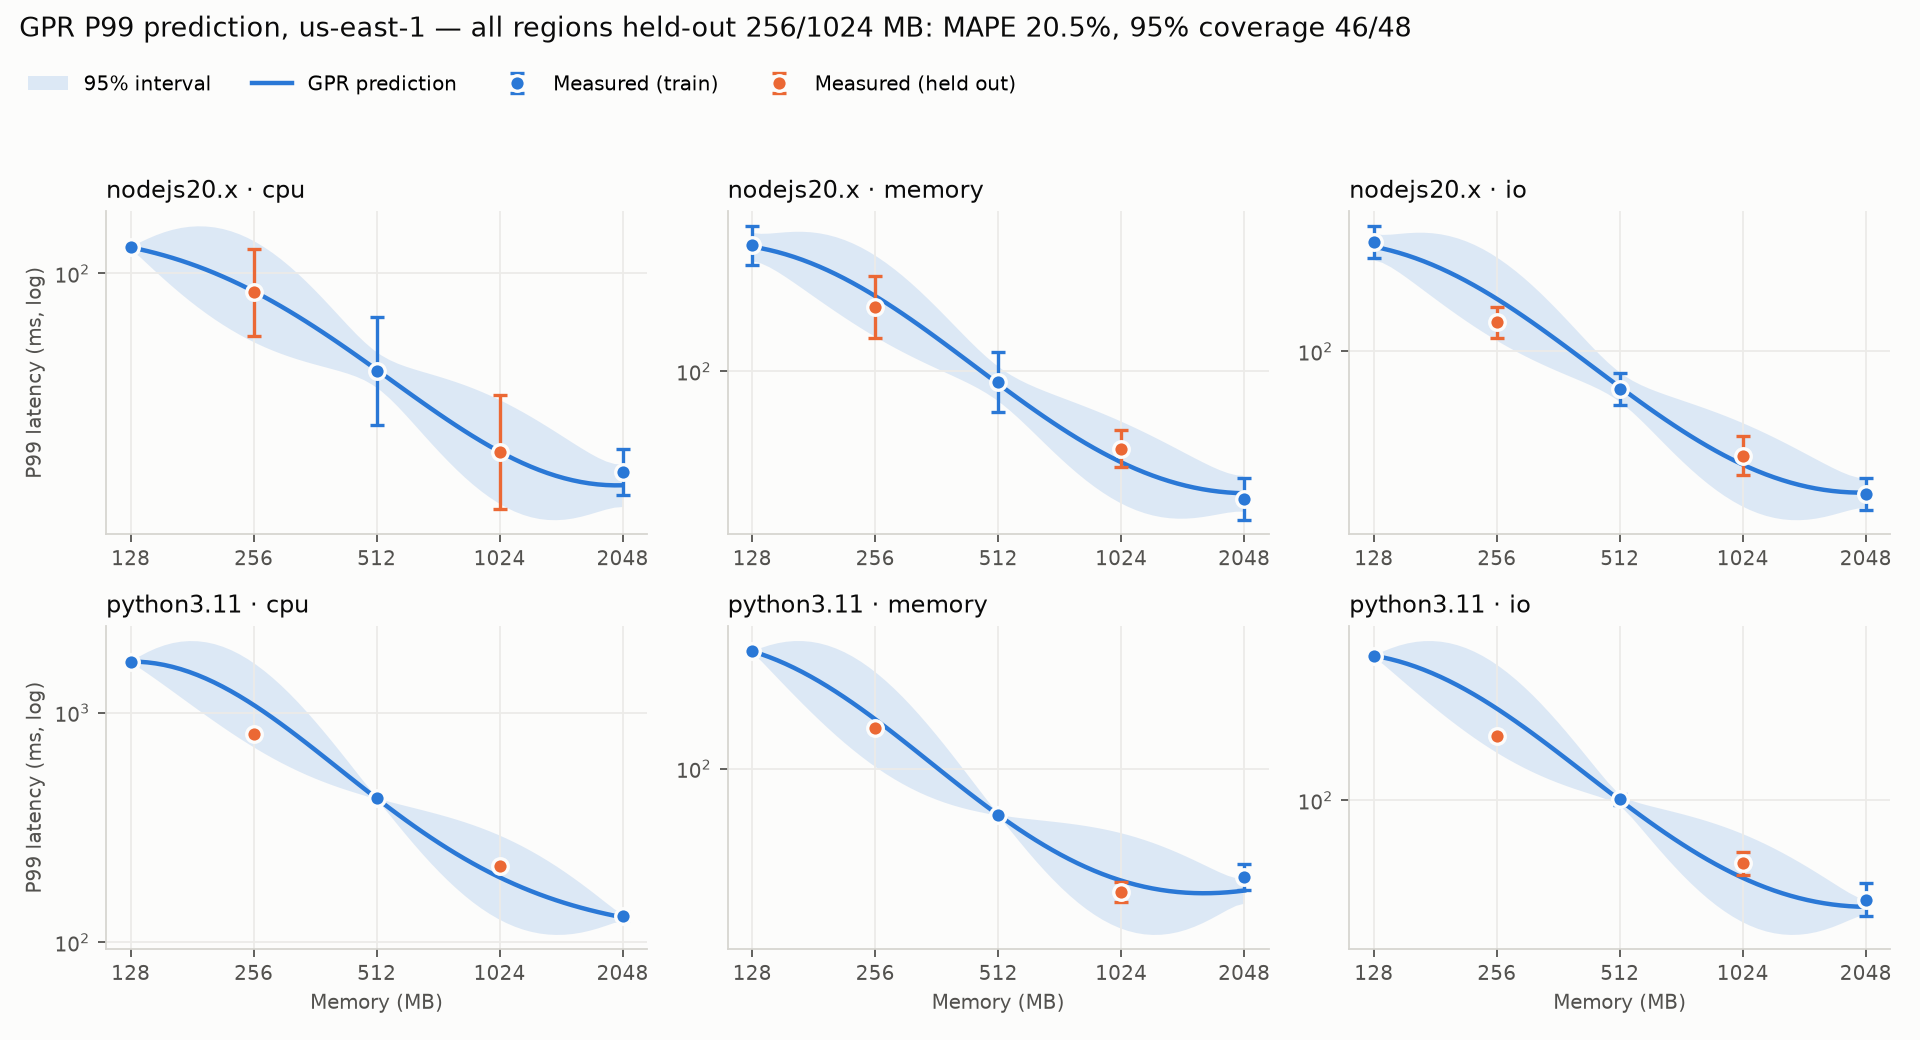 GPR P99 prediction, us-east-1 — all regions held-out 256/1024 MB: MAPE 20.5%, 95% coverage 46/48
95% interval GPR prediction Measured (train) Measured (held out)
nodejs20.x · cpu
P99 latency (ms, log)
10²
128 256 512 1024 2048
nodejs20.x · memory
10²
128 256 512 1024 2048
nodejs20.x · io
10²
128 256 512 1024 2048
python3.11 · cpu
P99 latency (ms, log)
10³
10²
128 256 512 1024 2048
Memory (MB)
python3.11 · memory
10²
128 256 512 1024 2048
Memory (MB)
python3.11 · io
10²
128 256 512 1024 2048
Memory (MB)